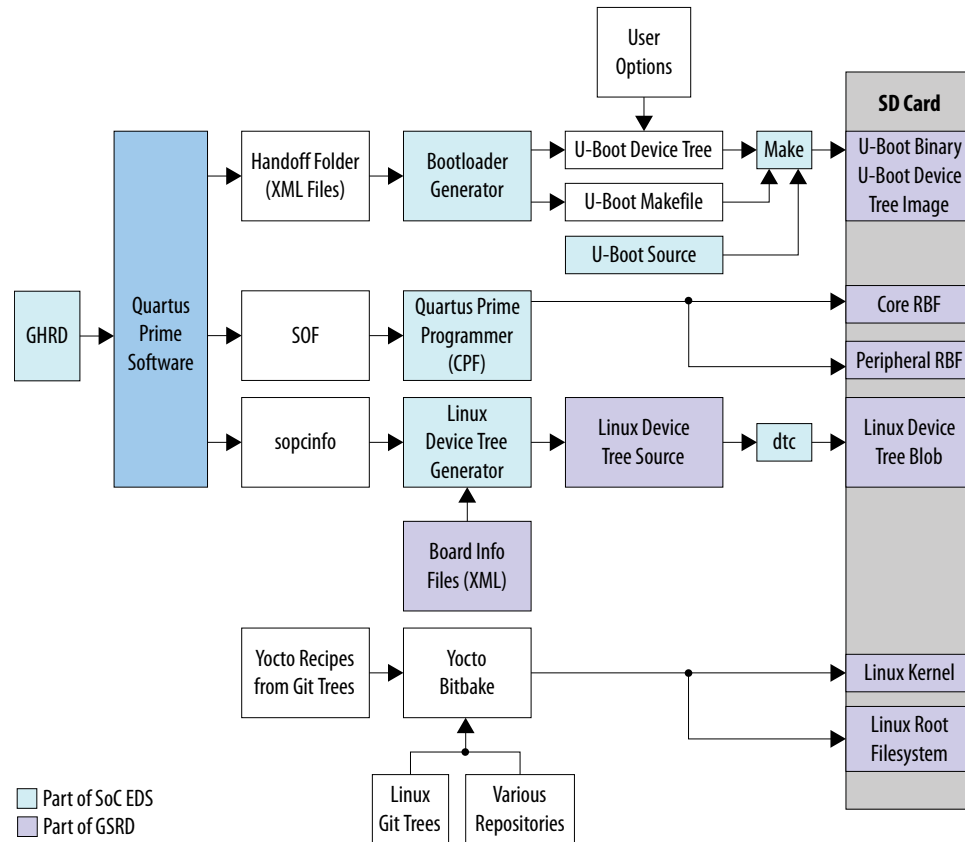 User
Options
SD Card
Handoff Folder
(XML Files)
Bootloader
Generator
U-Boot Device Tree
Make
U-Boot Binary
U-Boot Device
Tree Image
U-Boot Makefile
U-Boot Source
GHRD
Quartus
Prime
Software
SOF
Quartus Prime
Programmer
(CPF)
Core RBF
Peripheral RBF
sopcinfo
Linux
Device Tree
Generator
Linux Device
Tree Source
dtc
Linux Device
Tree Blob
Board Info
Files (XML)
Yocto Recipes
from Git Trees
Yocto
Bitbake
Linux Kernel
Linux Root
Filesystem
Linux
Git Trees
Various
Repositories
Part of SoC EDS
Part of GSRD